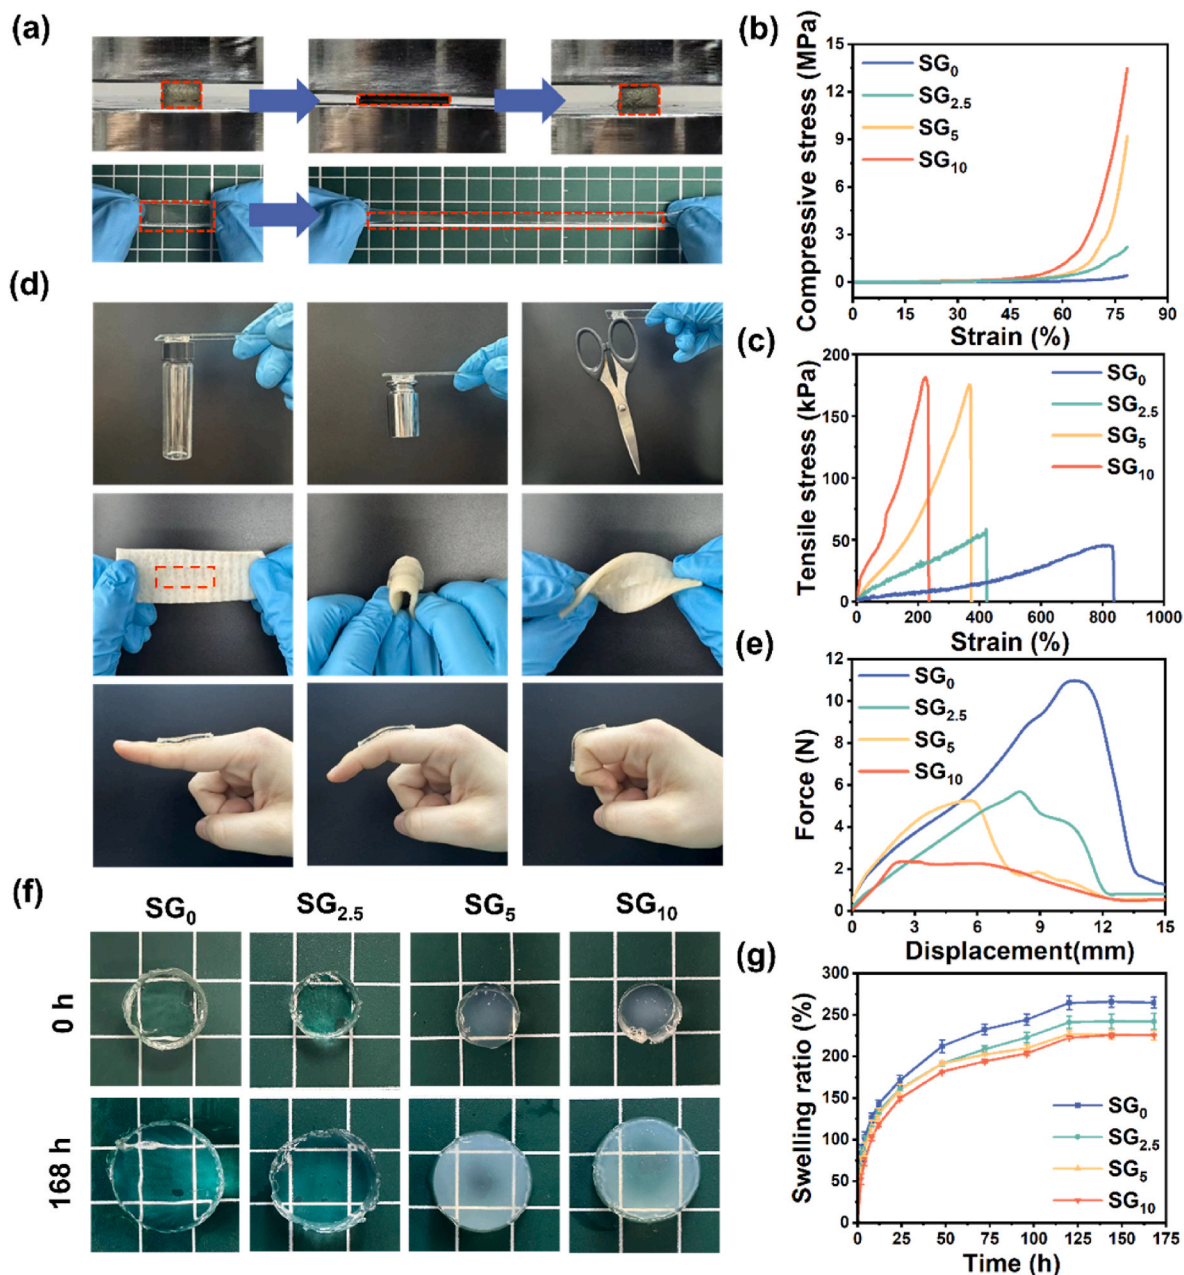 (a)
(b)
Compressive stress (MPa)
15
12
9
6
3
0
SG0
SG2.5
SG5
SG10
0 15 30 45 60 75 90
Strain (%)
(c)
Tensile stress (kPa)
200
150
100
50
0
SG0
SG2.5
SG5
SG10
0 200 400 600 800 1000
Strain (%)
(d)
(e)
Force (N)
12
10
8
6
4
2
0
SG0
SG2.5
SG5
SG10
0 3 6 9 12 15
Displacement(mm)
(f)
SG0 SG2.5 SG5 SG10
0 h
168 h
(g)
Swelling ratio (%)
300
250
200
150
100
50
0
SG0
SG2.5
SG5
SG10
0 25 50 75 100 125 150 175
Time (h)